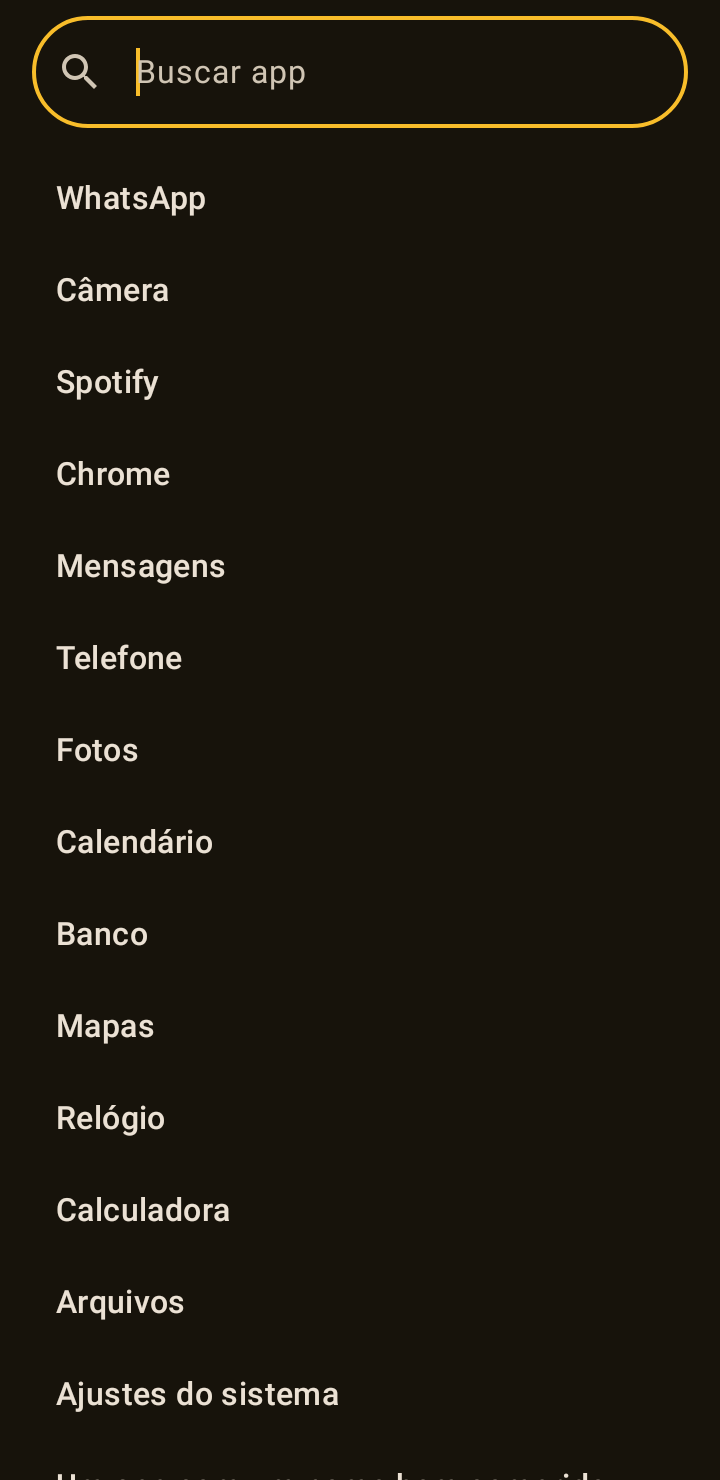 Buscar app
WhatsApp
Câmera
Spotify
Chrome
Mensagens
Telefone
Fotos
Calendário
Banco
Mapas
Relógio
Calculadora
Arquivos
Ajustes do sistema